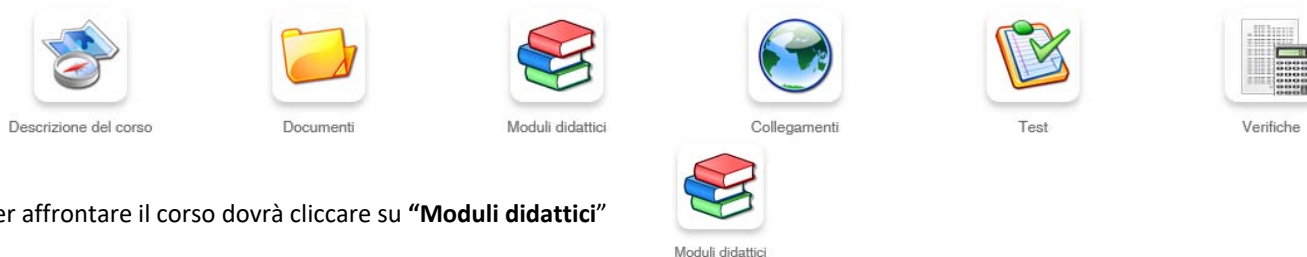 Descrizione del corso Documenti Moduli didattici Collegamenti Test Verifiche
er affrontare il corso dovrà cliccare su “Moduli didattici”
Moduli didattici